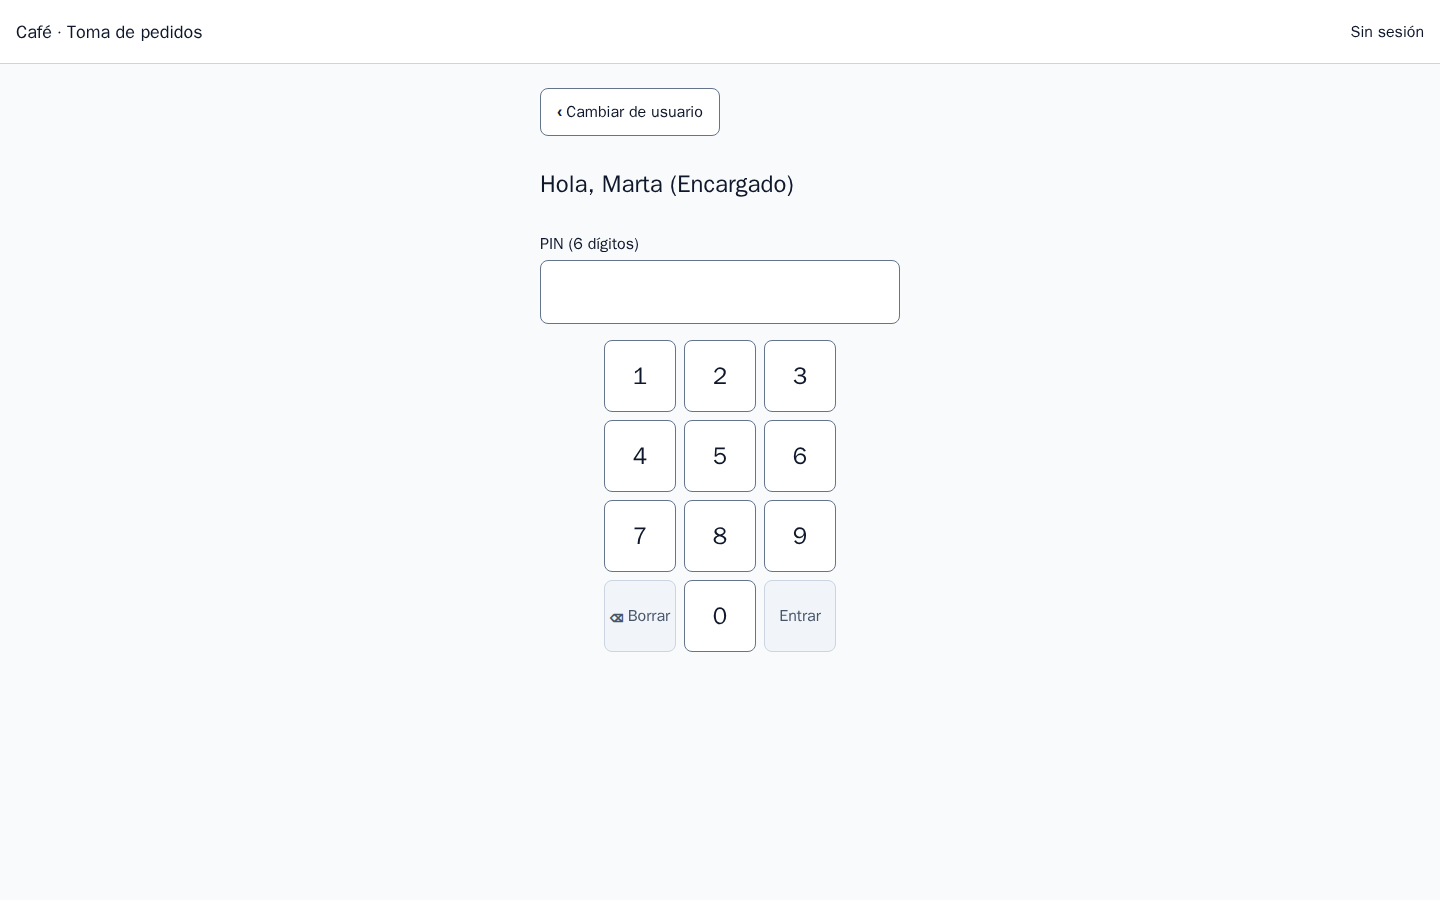 Café · Toma de pedidos
Sin sesión
‹ Cambiar de usuario
Hola, Marta (Encargado)
PIN (6 dígitos)
1 2 3
4 5 6
7 8 9
⌫ Borrar 0 Entrar